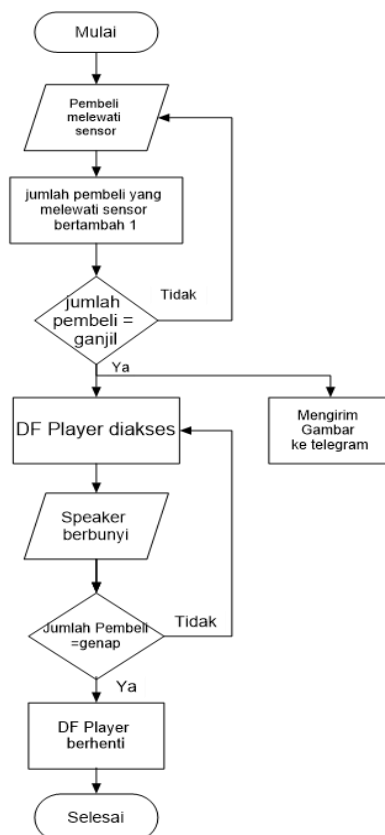 Mulai
Pembeli
melewati
sensor
jumlah pembeli yang
melewati sensor
bertambah 1
jumlah
pembeli =
ganjil
Tidak
Ya
DF Player diakses
Mengirim
Gambar
ke telegram
Speaker
berbunyi
Jumlah Pembeli
=genap
Tidak
Ya
DF Player
berhenti
Selesai